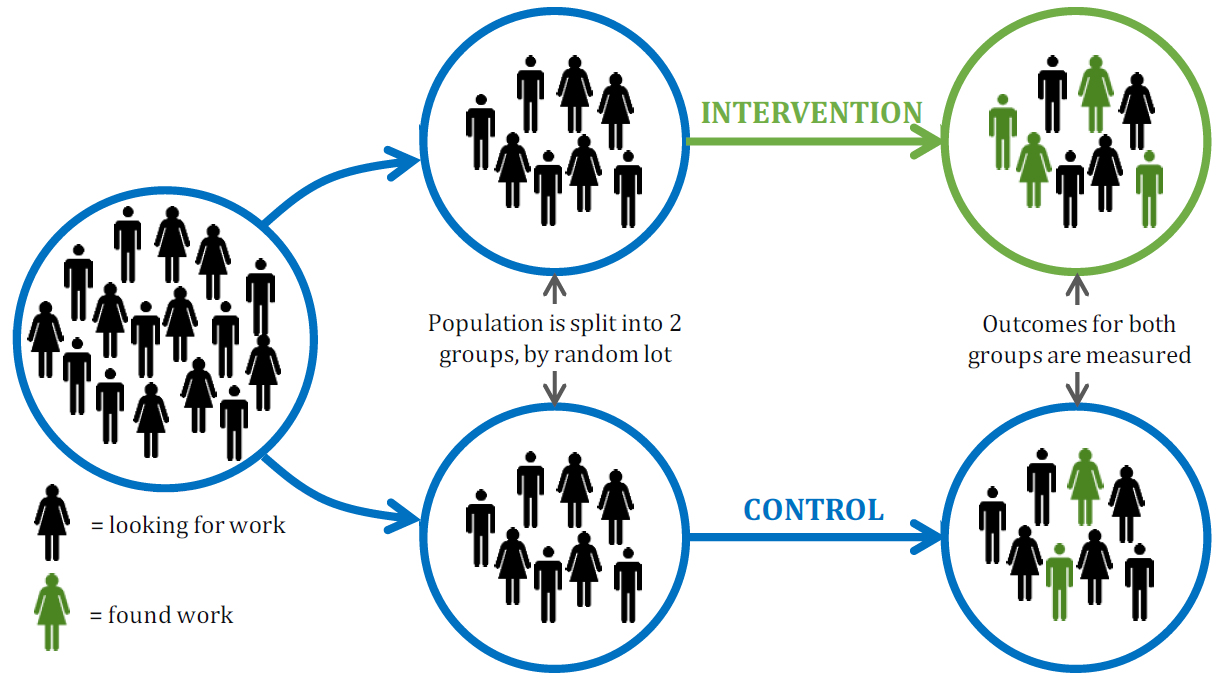 INTERVENTION
Population is split into 2
groups, by random lot
Outcomes for both
groups are measured
CONTROL
= looking for work
= found work